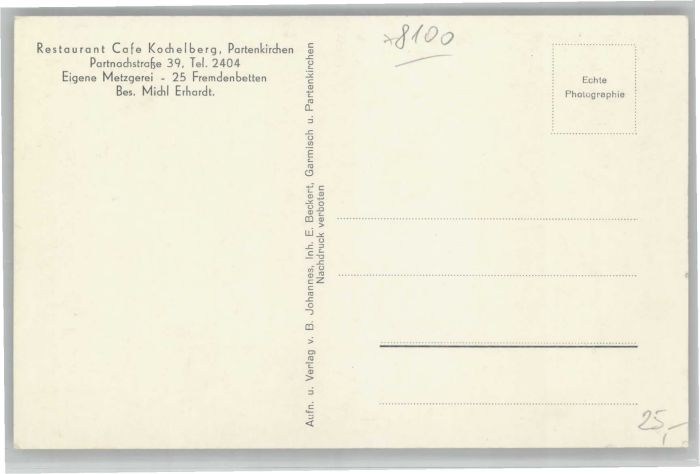 Restaurant Cafe Kochelberg, Partenkirchen
Partnachstraße 39, Tel. 2404
Eigene Metzgerei - 25 Fremdenbetten
Bes. Michl Erhardt.
Aufn. u. Verlag v. B. Johannes, Inh. E. Beckert, Garmisch u. Partenkirchen
Nachdruck verboten
*8100
Echte
Photographie
25,-